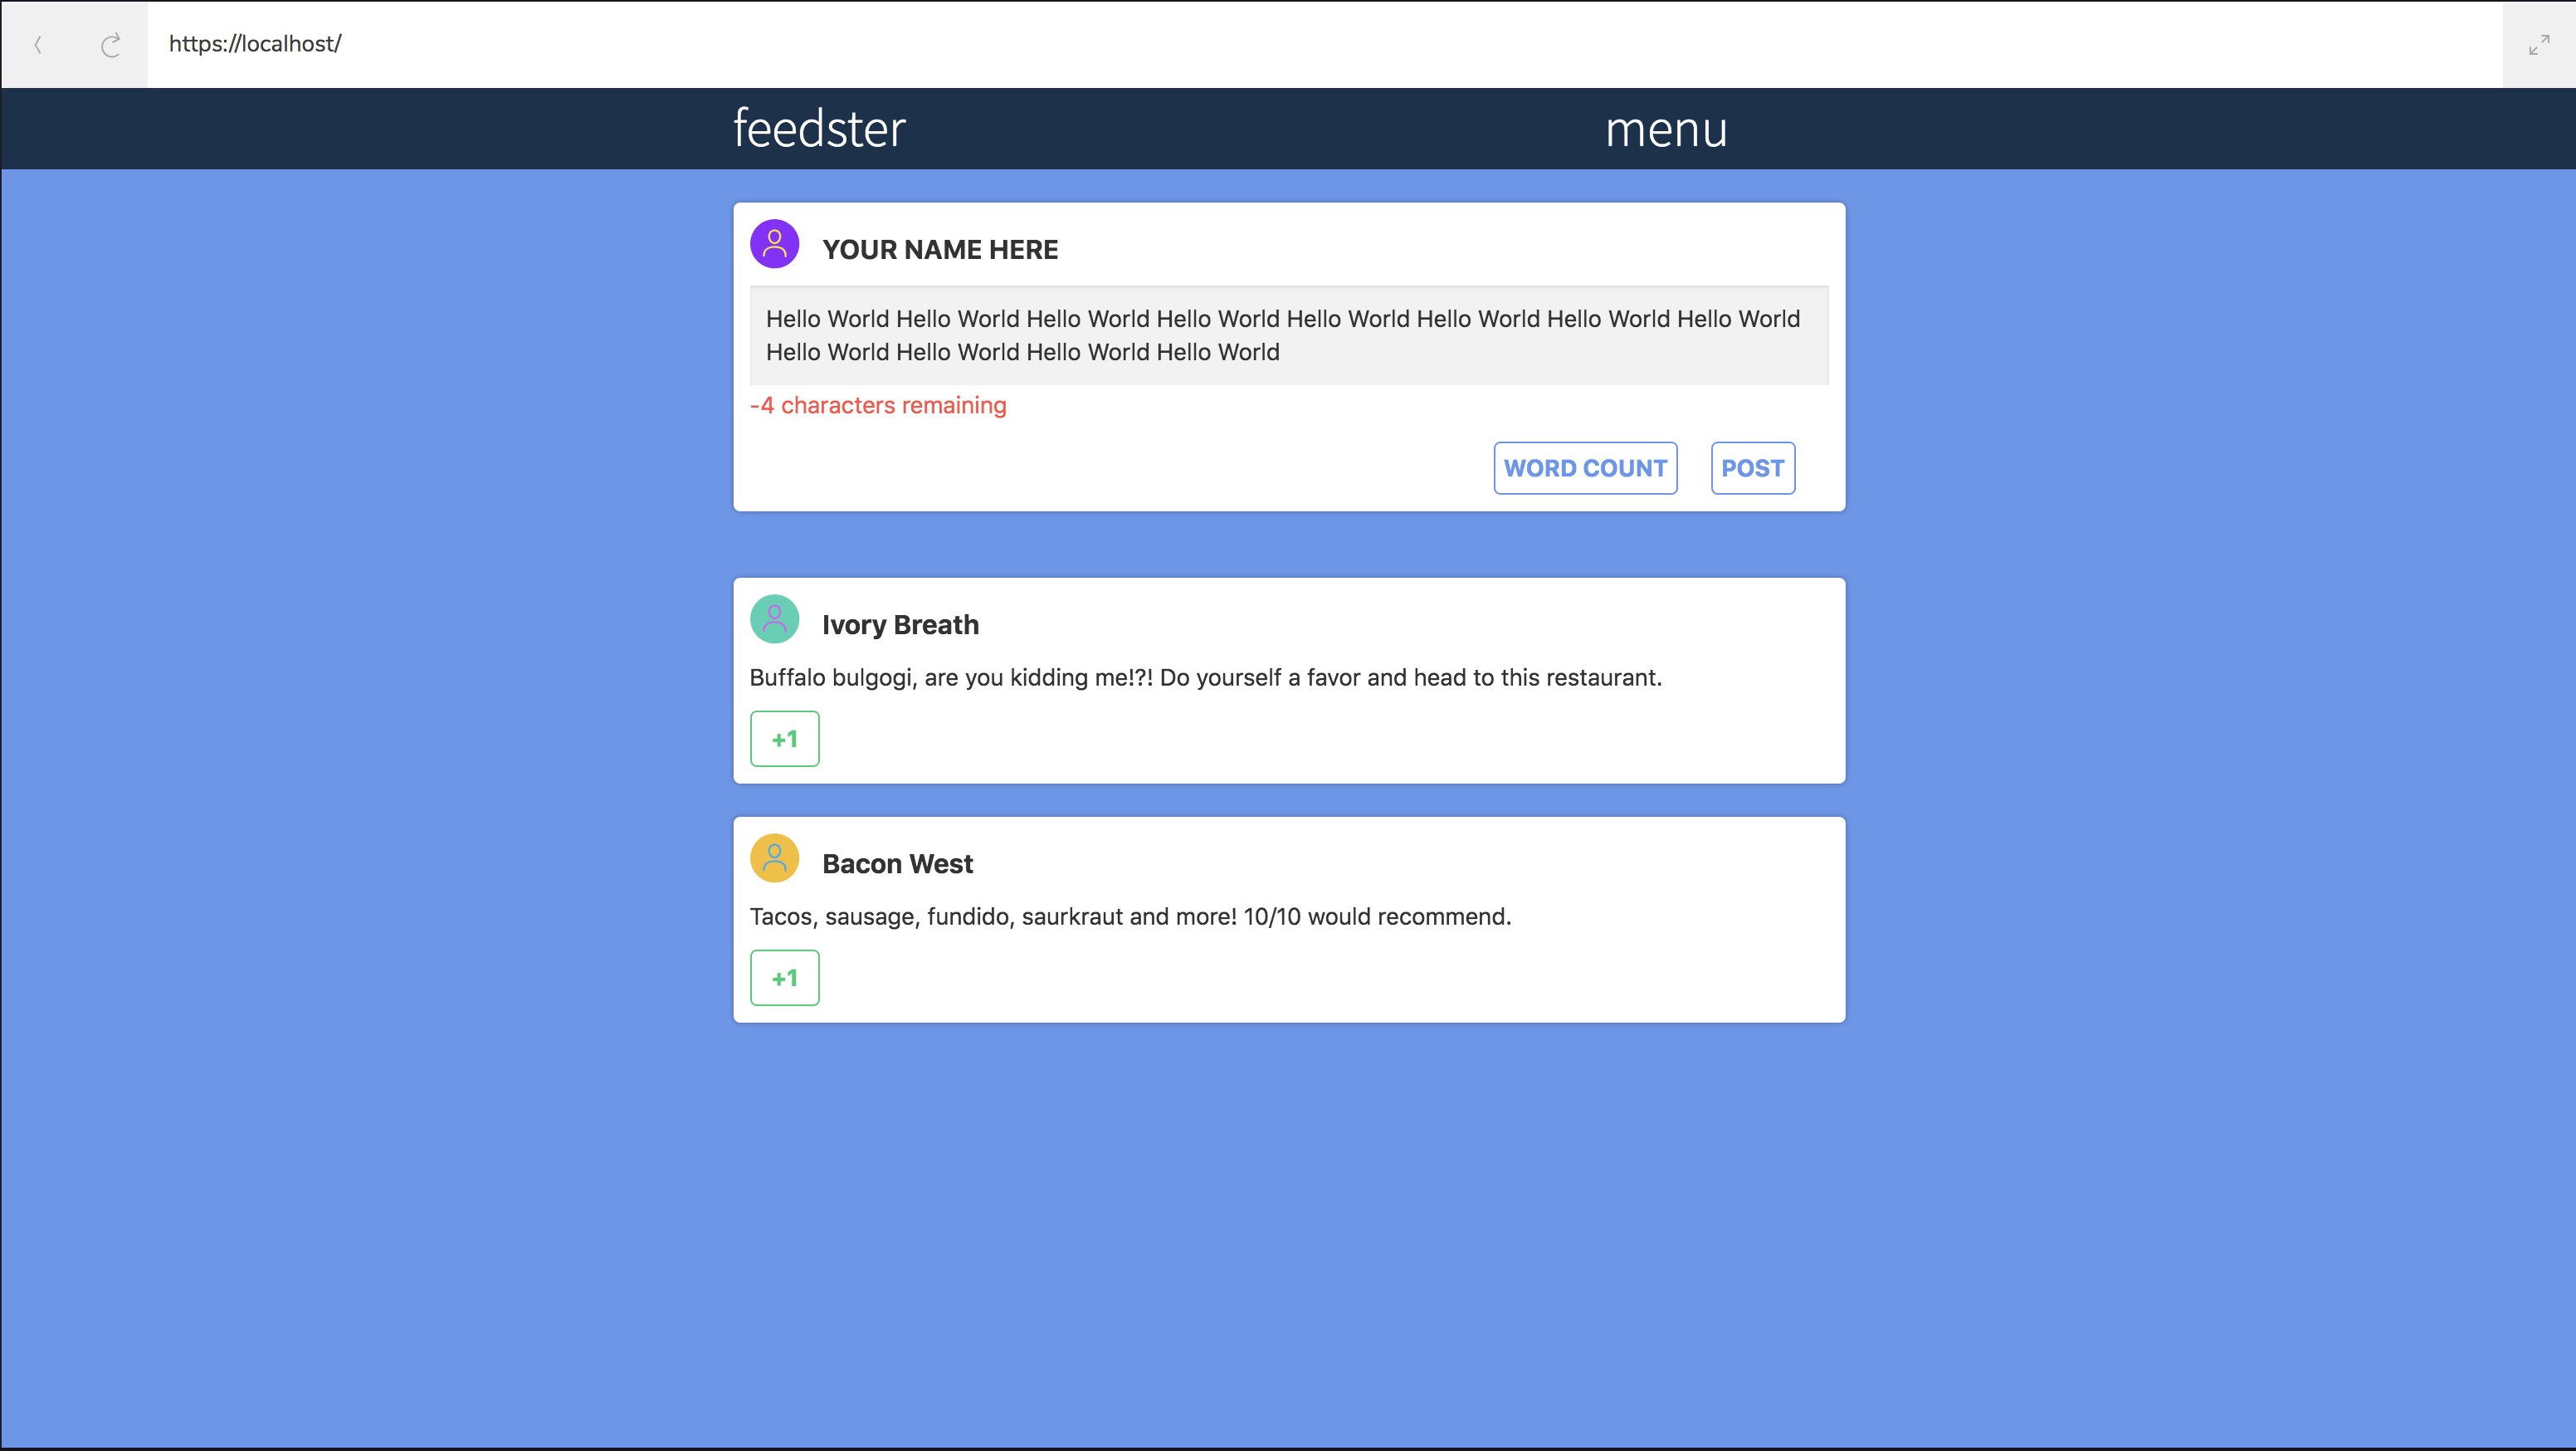 https://localhost/
feedster menu
YOUR NAME HERE
Hello World Hello World Hello World Hello World Hello World Hello World Hello World Hello World
Hello World Hello World Hello World Hello World
-4 characters remaining
WORD COUNT POST
Ivory Breath
Buffalo bulgogi, are you kidding me!?! Do yourself a favor and head to this restaurant.
+1
Bacon West
Tacos, sausage, fundido, saurkraut and more! 10/10 would recommend.
+1